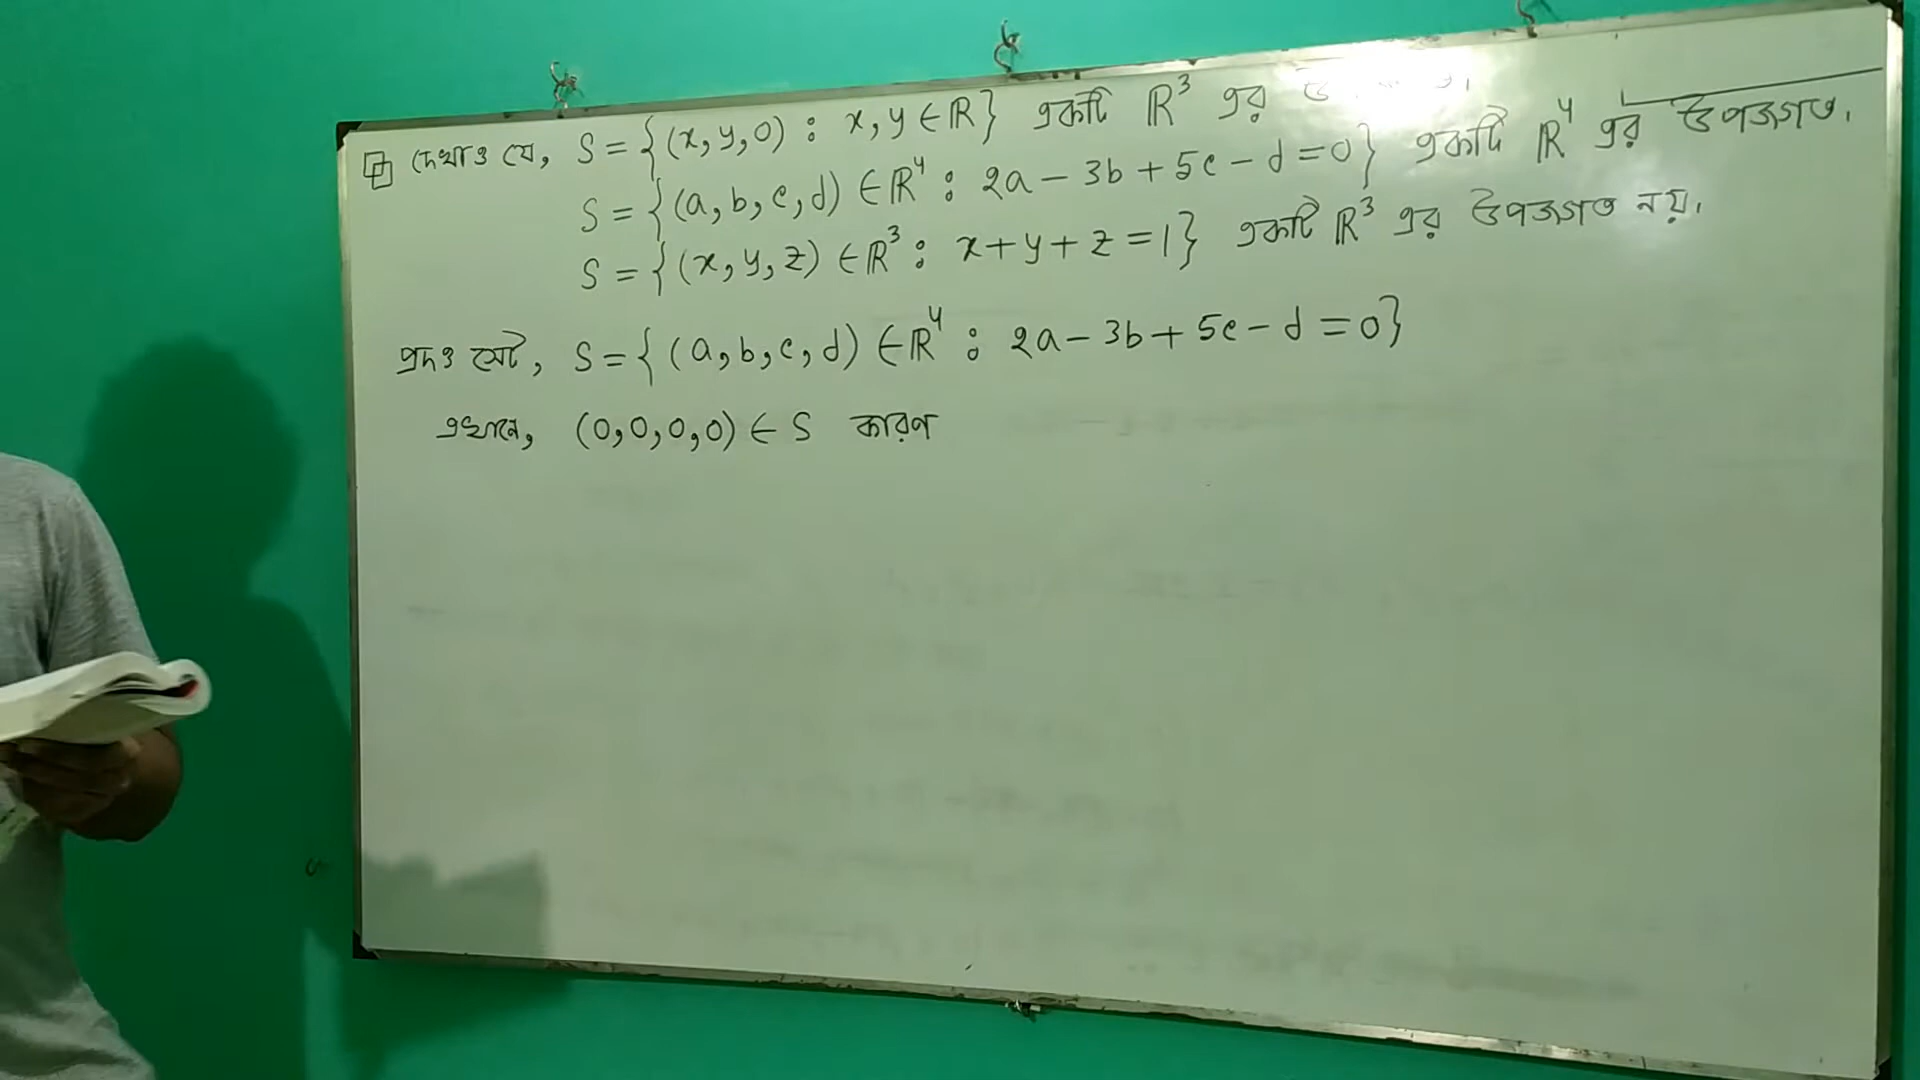 দেখাও যে, S = {(x, y, 0) : x, y ∈ ℝ} একটি ℝ³ এর
S = {(a, b, c, d) ∈ ℝ⁴ : 2a − 3b + 5c − d = 0} একটি ℝ⁴ এর উপজগত।
S = {(x, y, z) ∈ ℝ³ : x + y + z = 1} একটি ℝ³ এর উপজগত নয়।
প্রদত্ত সেট, S = {(a, b, c, d) ∈ ℝ⁴ : 2a − 3b + 5c − d = 0}
এখানে, (0, 0, 0, 0) ∈ S কারণ